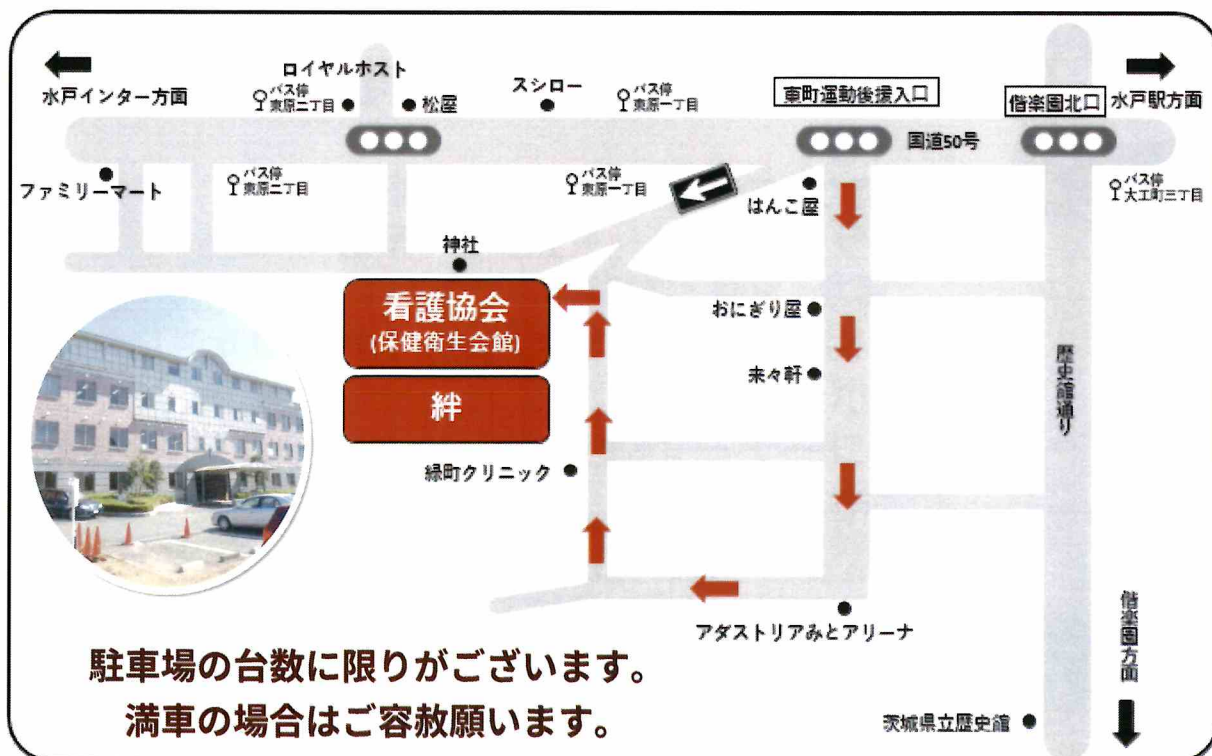 水戸インター方面
ロイヤルホスト
バス停
東原二丁目
松屋
スシロー
バス停
東原一丁目
東町運動後援入口
偕楽園北口
水戸駅方面
国道50号
ファミリーマート
バス停
東原二丁目
バス停
東原一丁目
はんこ屋
バス停
大工町三丁目
神社
看護協会
(保健衛生会館)
絆
おにぎり屋
来々軒
歴史館通り
緑町クリニック
アダストリアみとアリーナ
偕楽園方面
茨城県立歴史館
駐車場の台数に限りがございます。
満車の場合はご容赦願います。